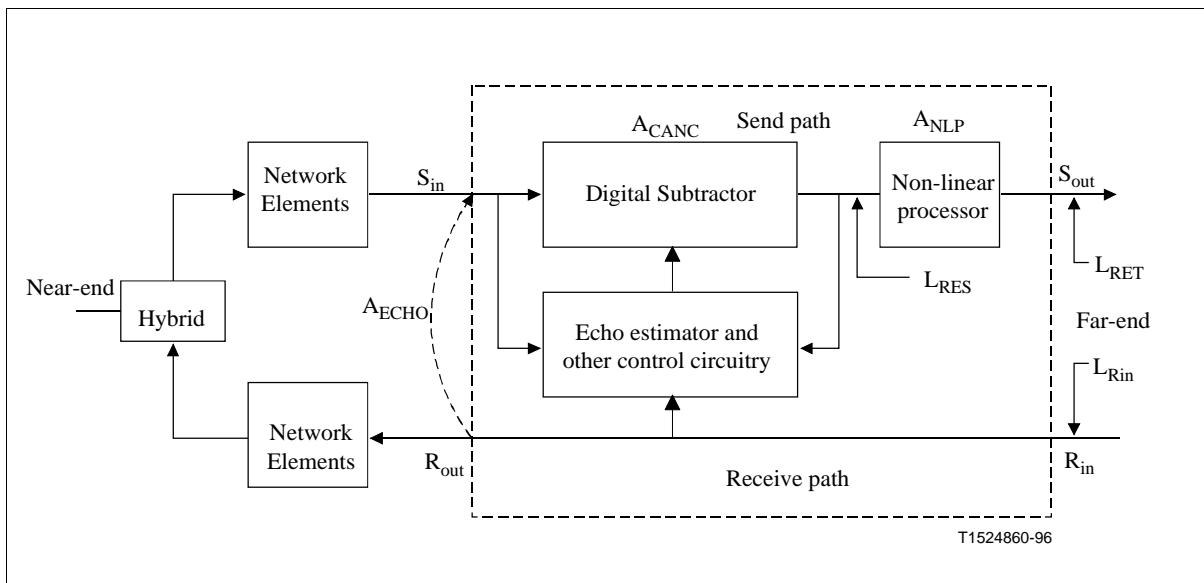 A_CANC
Send path
A_NLP
Network
Elements
S_in
Digital Subtractor
Non-linear
processor
S_out
L_RET
L_RES
Near-end
Hybrid
A_ECHO
Echo estimator and
other control circuitry
Far-end
L_Rin
Network
Elements
R_out
R_in
Receive path
T1524860-96